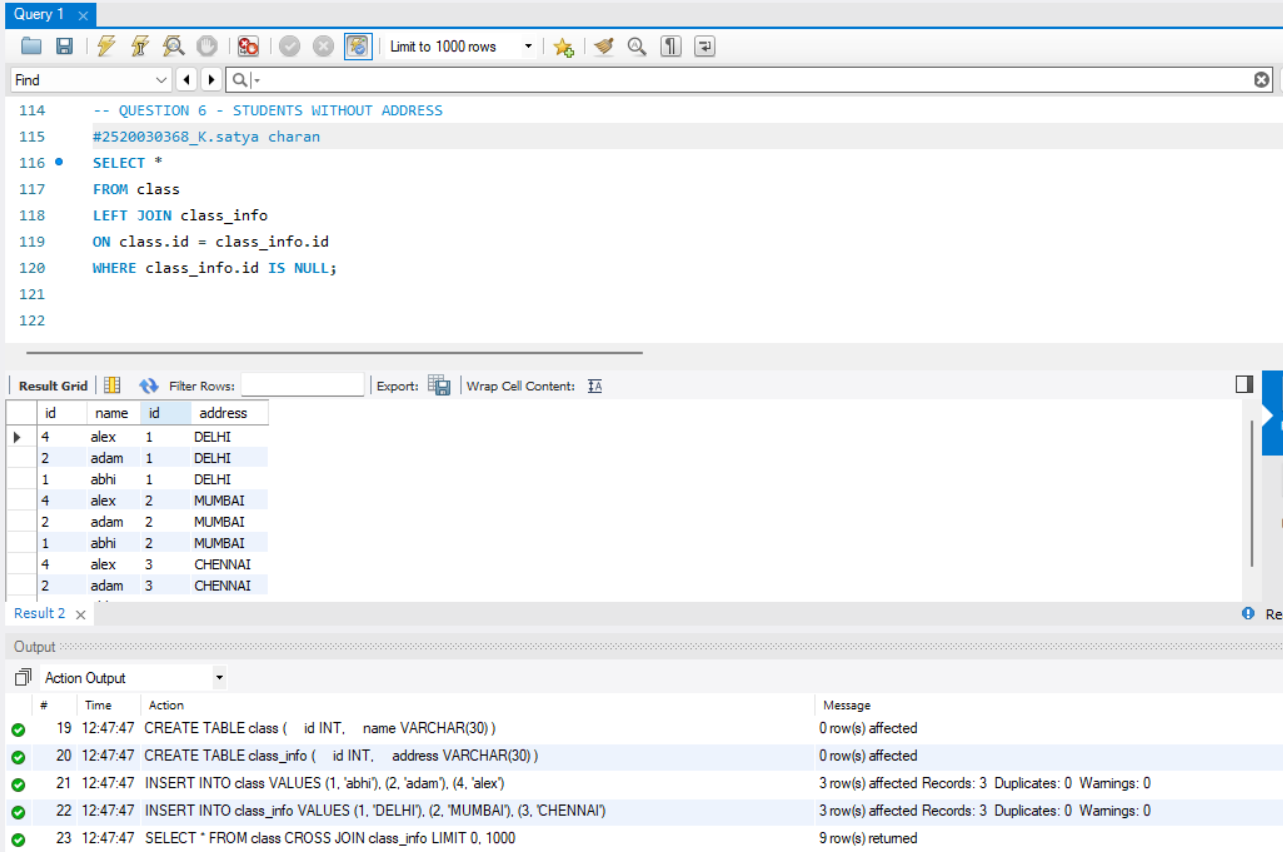 Query 1
Limit to 1000 rows
Find
114 -- QUESTION 6 - STUDENTS WITHOUT ADDRESS
115 #2520030368_K.satya charan
116 SELECT *
117 FROM class
118 LEFT JOIN class_info
119 ON class.id = class_info.id
120 WHERE class_info.id IS NULL;
121
122
Result Grid Filter Rows: Export: Wrap Cell Content: IA
id name id address
4 alex 1 DELHI
2 adam 1 DELHI
1 abhi 1 DELHI
4 alex 2 MUMBAI
2 adam 2 MUMBAI
1 abhi 2 MUMBAI
4 alex 3 CHENNAI
2 adam 3 CHENNAI
Result 2 Re
Output
Action Output
# Time Action Message
19 12:47:47 CREATE TABLE class ( id INT, name VARCHAR(30) ) 0 row(s) affected
20 12:47:47 CREATE TABLE class_info ( id INT, address VARCHAR(30) ) 0 row(s) affected
21 12:47:47 INSERT INTO class VALUES (1, 'abhi'), (2, 'adam'), (4, 'alex') 3 row(s) affected Records: 3 Duplicates: 0 Warnings: 0
22 12:47:47 INSERT INTO class_info VALUES (1, 'DELHI'), (2, 'MUMBAI'), (3, 'CHENNAI') 3 row(s) affected Records: 3 Duplicates: 0 Warnings: 0
23 12:47:47 SELECT * FROM class CROSS JOIN class_info LIMIT 0, 1000 9 row(s) returned